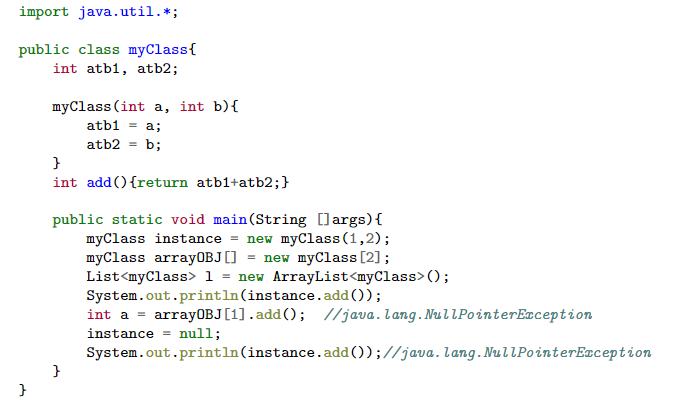 import java.util.*;
public class myClass{
int atb1, atb2;
myClass(int a, int b){
atb1 = a;
atb2 = b;
}
int add(){return atb1+atb2;}
public static void main(String []args){
myClass instance = new myClass(1,2);
myClass arrayOBJ[] = new myClass[2];
List<myClass> l = new ArrayList<myClass>();
System.out.println(instance.add());
int a = arrayOBJ[1].add();  //java.lang.NullPointerException
instance = null;
System.out.println(instance.add());//java.lang.NullPointerException
}
}